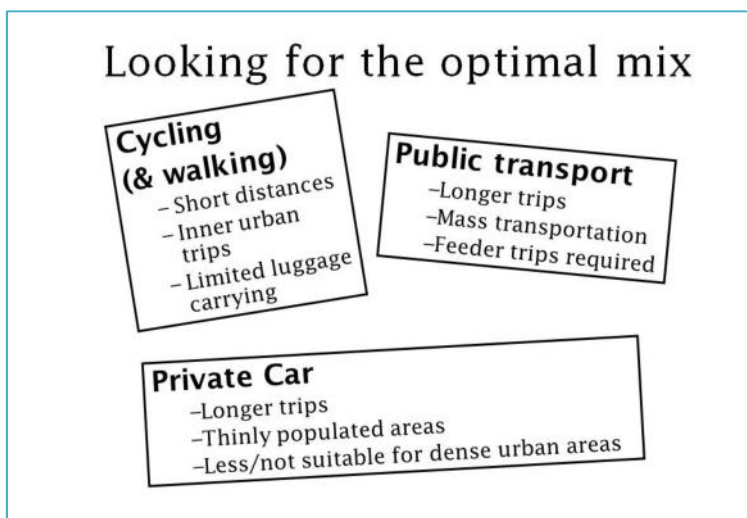 Looking for the optimal mix
Cycling
(& walking)
– Short distances
– Inner urban
trips
– Limited luggage
carrying
Public transport
–Longer trips
–Mass transportation
–Feeder trips required
Private Car
–Longer trips
–Thinly populated areas
–Less/not suitable for dense urban areas